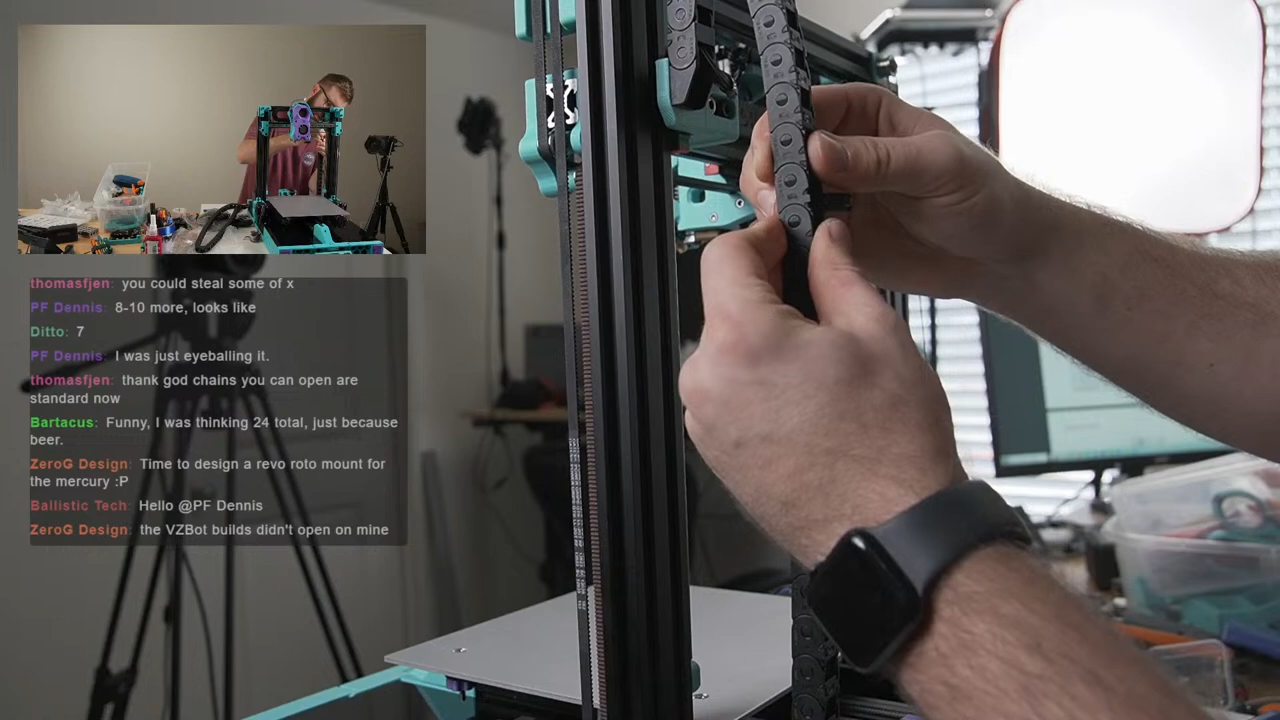 thomasfjen: you could steal some of x
PF Dennis: 8-10 more, looks like
Ditto: 7
PF Dennis: I was just eyeballing it.
thomasfjen: thank god chains you can open are
standard now
Bartacus: Funny, I was thinking 24 total, just because
beer.
ZeroG Design: Time to design a revo roto mount for
the mercury :P
Ballistic Tech: Hello @PF Dennis
ZeroG Design: the VZBot builds didn't open on mine